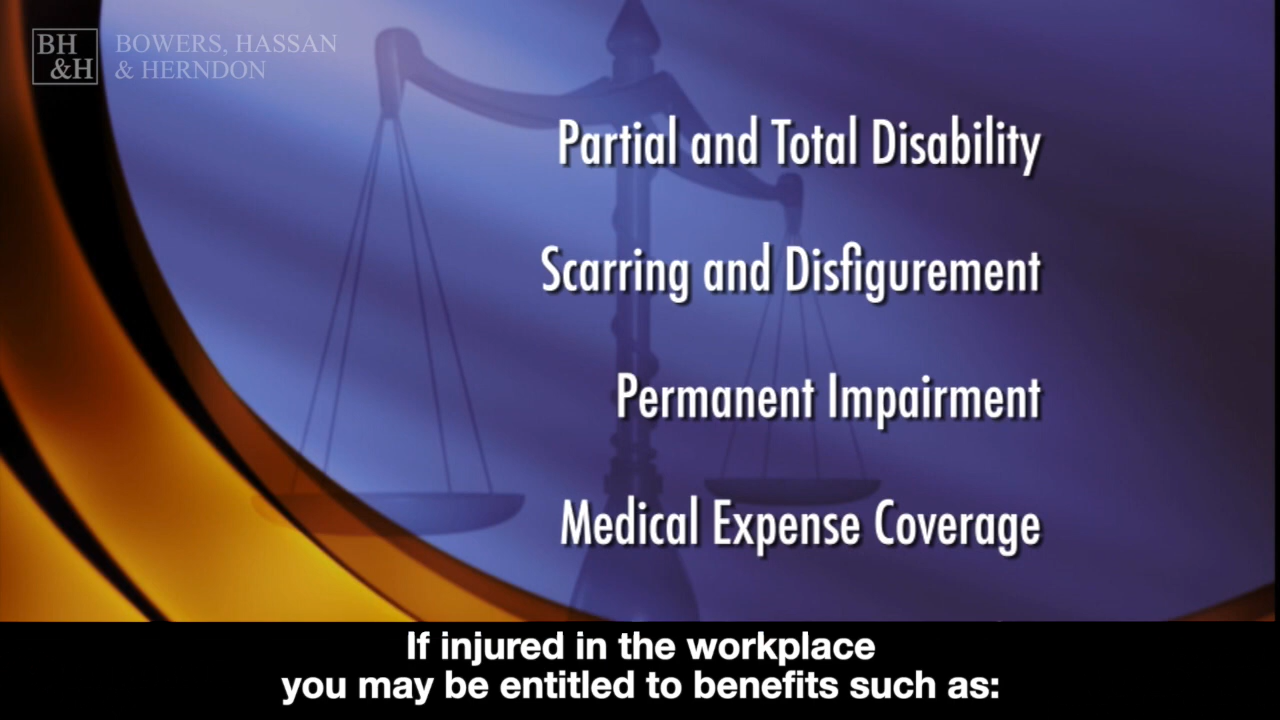 BH
&H
BOWERS, HASSAN
& HERNDON
Partial and Total Disability
Scarring and Disfigurement
Permanent Impairment
Medical Expense Coverage
If injured in the workplace
you may be entitled to benefits such as: